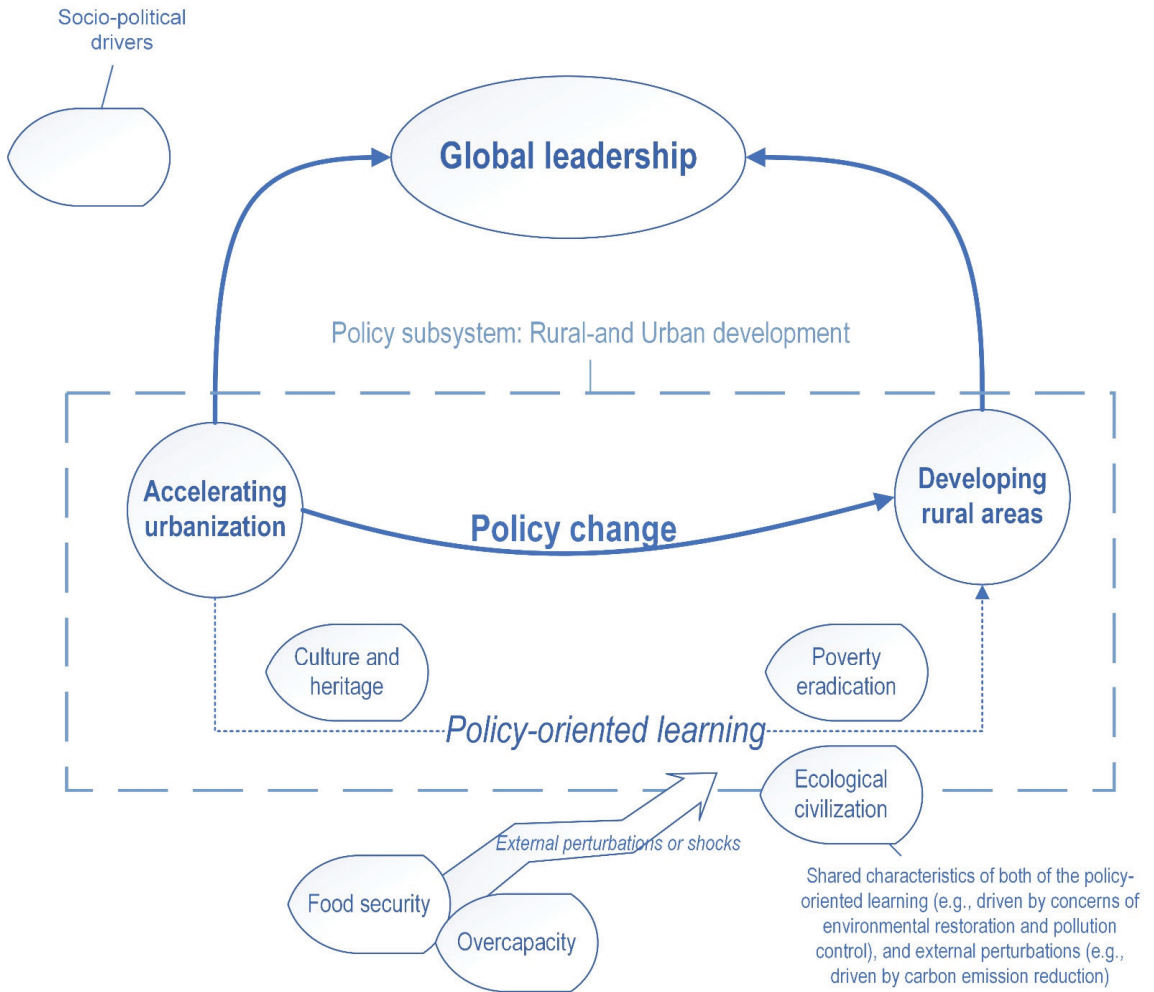 Socio-political
drivers
Global leadership
Policy subsystem: Rural-and Urban development
Accelerating
urbanization
Policy change
Developing
rural areas
Culture and
heritage
Poverty
eradication
Policy-oriented learning
Ecological
civilization
External perturbations or shocks
Food security
Overcapacity
Shared characteristics of both of the policy-
oriented learning (e.g., driven by concerns of
environmental restoration and pollution
control), and external perturbations (e.g.,
driven by carbon emission reduction)